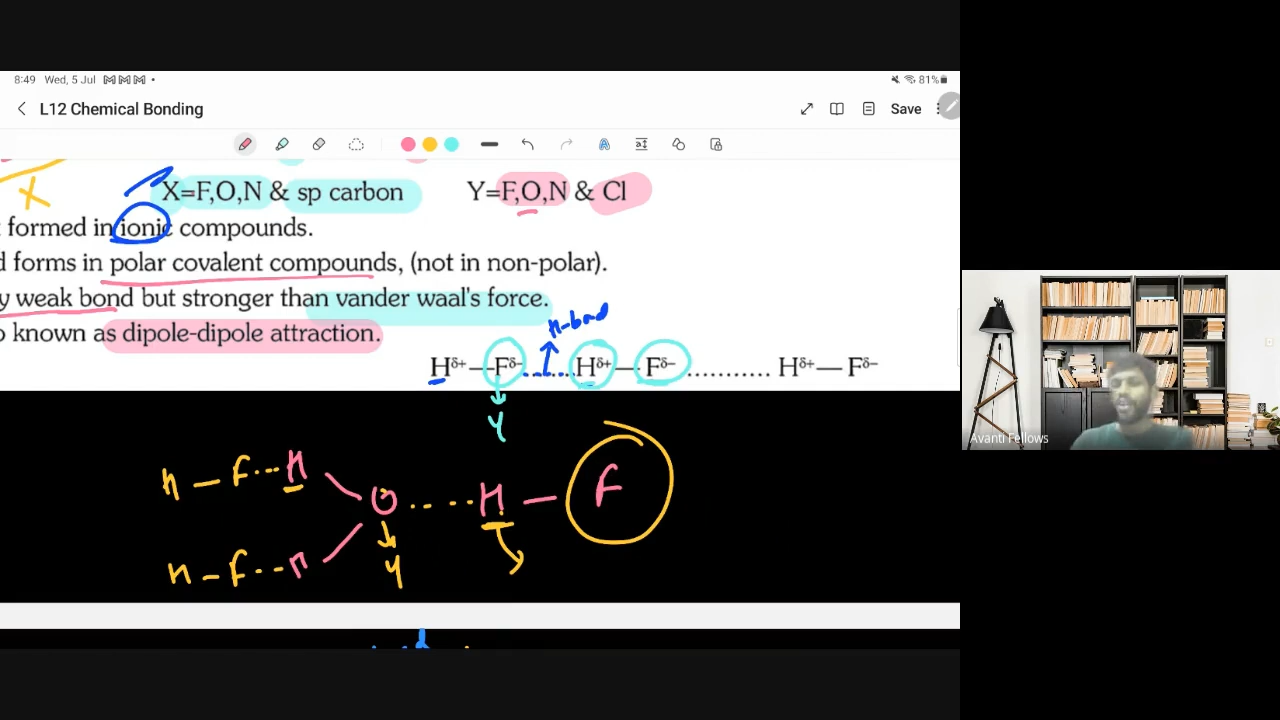 8:49 Wed, 5 Jul 81%
L12 Chemical Bonding Save
X
X=F,O,N & sp carbon Y=F,O,N & Cl
formed in ionic compounds.
forms in polar covalent compounds, (not in non-polar).
y weak bond but stronger than vander waal's force.
known as dipole-dipole attraction.
H-bond
Hδ+—Fδ−.........Hδ+—Fδ−...........Hδ+—Fδ−
Y
H – F --- H
O ---- H – F
H – F --- H
Y
Avanti Fellows